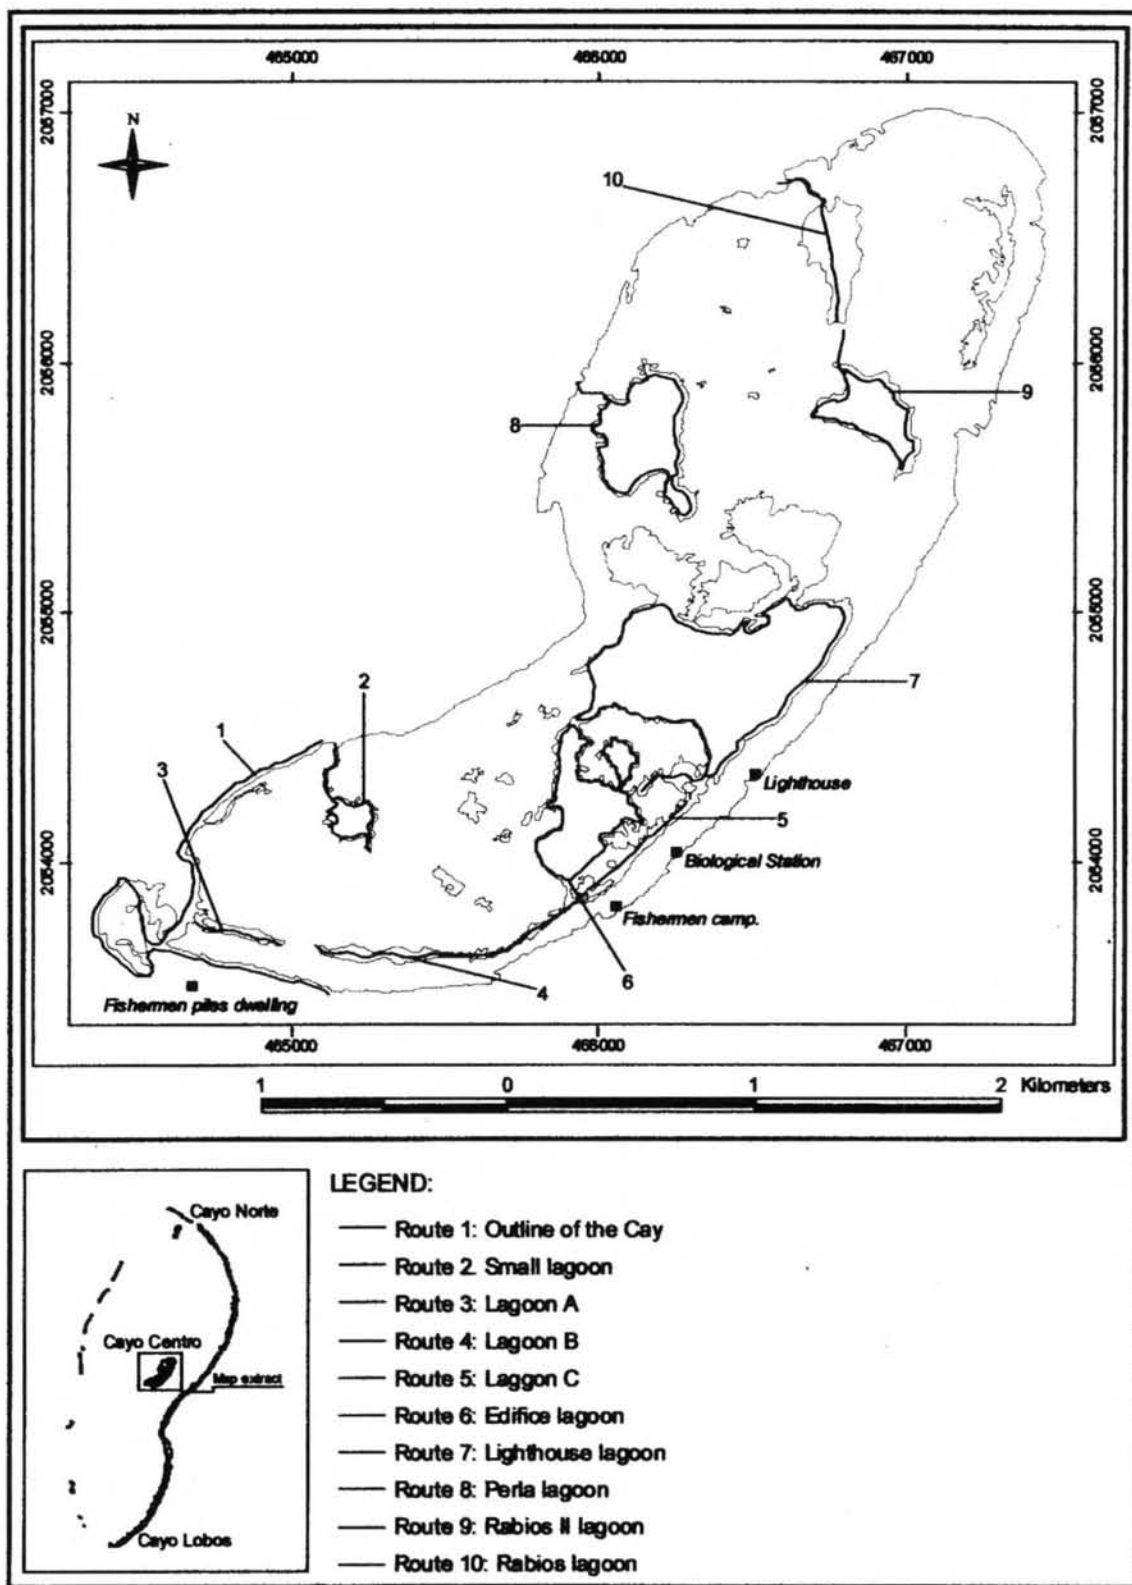 465000 466000 467000
2057000 2057000
N
10
2056000 2056000
9
8
2055000 2055000
2
7
1
3
Lighthouse
5
2054000 2054000
Biological Station
Fishermen camp.
4 6
Fishermen piles dwelling
465000 466000 467000
1 0 1 2 Kilometers
LEGEND:
Cayo Norte
Route 1: Outline of the Cay
Route 2. Small lagoon
Route 3: Lagoon A
Cayo Centro
Route 4: Lagoon B
Map extract
Route 5: Laggon C
Route 6: Edifice lagoon
Route 7: Lighthouse lagoon
Route 8: Perla lagoon
Route 9: Rabios II lagoon
Cayo Lobos
Route 10: Rabios lagoon